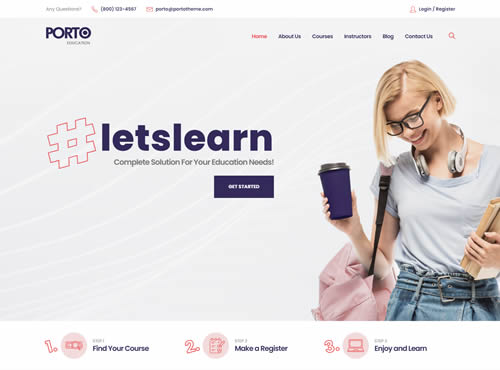 Any Questions? (800) 123-4567 porto@portotheme.com Login / Register
PORTO
EDUCATION
Home About Us Courses Instructors Blog Contact Us
#letslearn
Complete Solution For Your Education Needs!
GET STARTED
1. STEP 1
Find Your Course
2. STEP 2
Make a Register
3. STEP 3
Enjoy and Learn